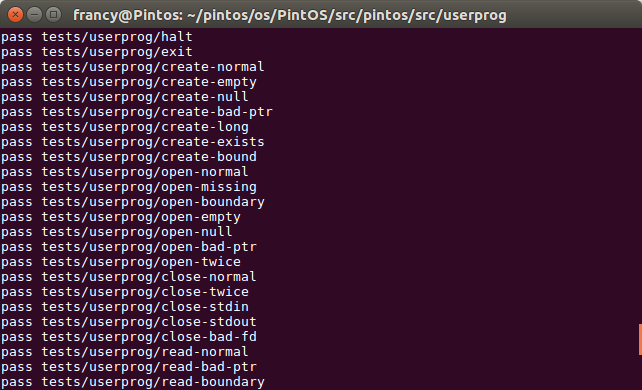 francy@Pintos: ~/pintos/os/PintOS/src/pintos/src/userprog
pass tests/userprog/halt
pass tests/userprog/exit
pass tests/userprog/create-normal
pass tests/userprog/create-empty
pass tests/userprog/create-null
pass tests/userprog/create-bad-ptr
pass tests/userprog/create-long
pass tests/userprog/create-exists
pass tests/userprog/create-bound
pass tests/userprog/open-normal
pass tests/userprog/open-missing
pass tests/userprog/open-boundary
pass tests/userprog/open-empty
pass tests/userprog/open-null
pass tests/userprog/open-bad-ptr
pass tests/userprog/open-twice
pass tests/userprog/close-normal
pass tests/userprog/close-twice
pass tests/userprog/close-stdin
pass tests/userprog/close-stdout
pass tests/userprog/close-bad-fd
pass tests/userprog/read-normal
pass tests/userprog/read-bad-ptr
pass tests/userprog/read-boundary